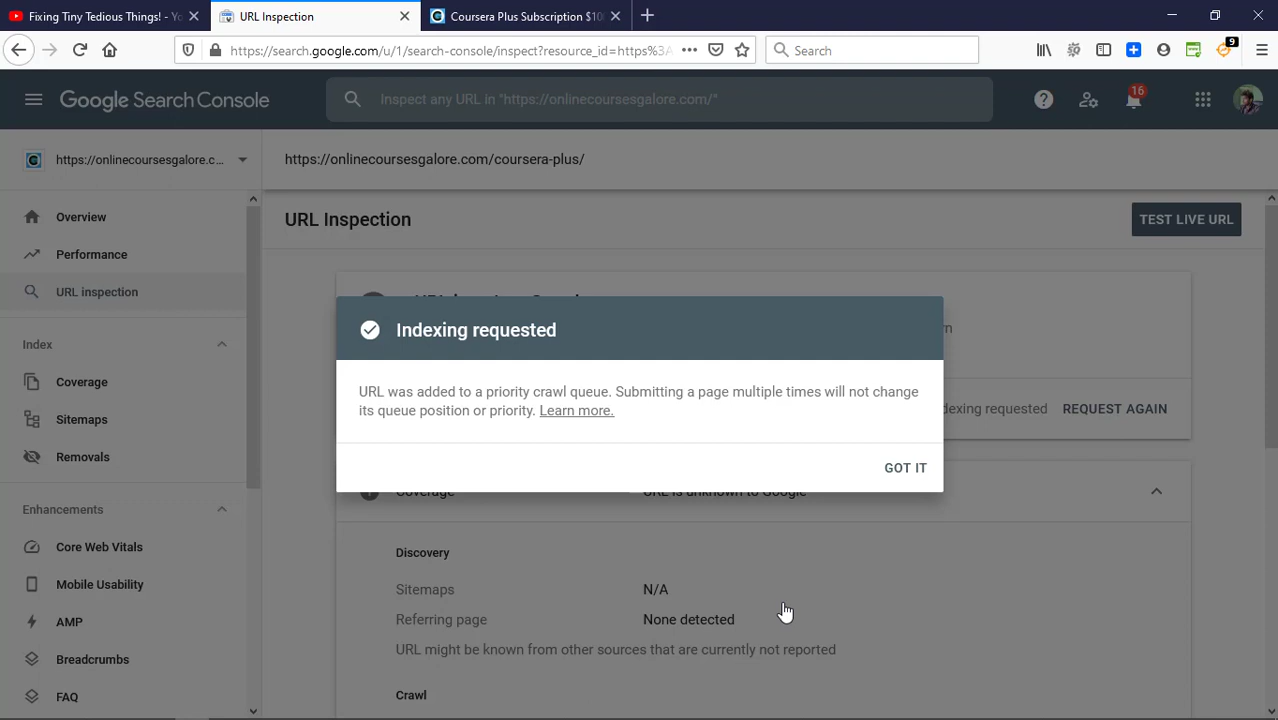 Fixing Tiny Tedious Things! - Yo
URL Inspection
Coursera Plus Subscription $10
https://search.google.com/u/1/search-console/inspect?resource_id=https%3A
Search
9
Google Search Console
Inspect any URL in "https://onlinecoursesgalore.com/"
16
https://onlinecoursesgalore.c...
https://onlinecoursesgalore.com/coursera-plus/
Overview
Performance
URL inspection
Index
Coverage
Sitemaps
Removals
Enhancements
Core Web Vitals
Mobile Usability
AMP
Breadcrumbs
FAQ
URL Inspection
TEST LIVE URL
Indexing requested
URL was added to a priority crawl queue. Submitting a page multiple times will not change
its queue position or priority. Learn more.
GOT IT
dexing requested
REQUEST AGAIN
Coverage
URL is unknown to Google
Discovery
Sitemaps
N/A
Referring page
None detected
URL might be known from other sources that are currently not reported
Crawl